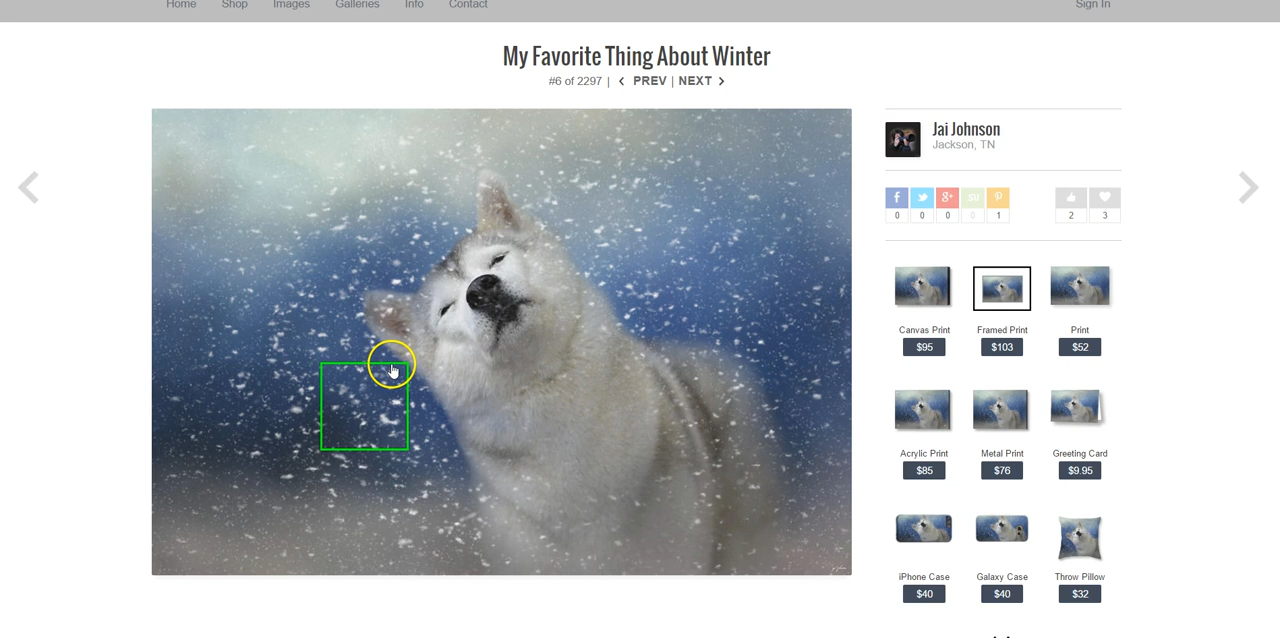 Home Shop Images Galleries Info Contact Sign In
My Favorite Thing About Winter
#6 of 2297 | PREV | NEXT
Jai Johnson
Jackson, TN
f g+ su
0 0 0 0 1 2 3
Canvas Print Framed Print Print
$95 $103 $52
Acrylic Print Metal Print Greeting Card
$85 $76 $9.95
iPhone Case Galaxy Case Throw Pillow
$40 $40 $32